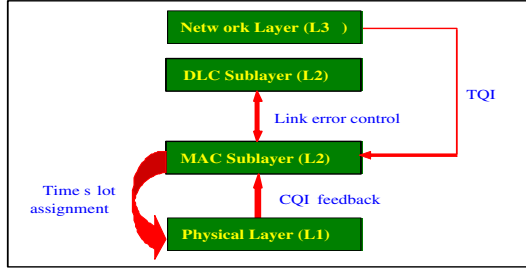 Netw ork Layer (L3 )
DLC Sublayer (L2)
TQI
Link error control
MAC Sublayer (L2)
Time s lot
assignment
CQI feedback
Physical Layer (L1)